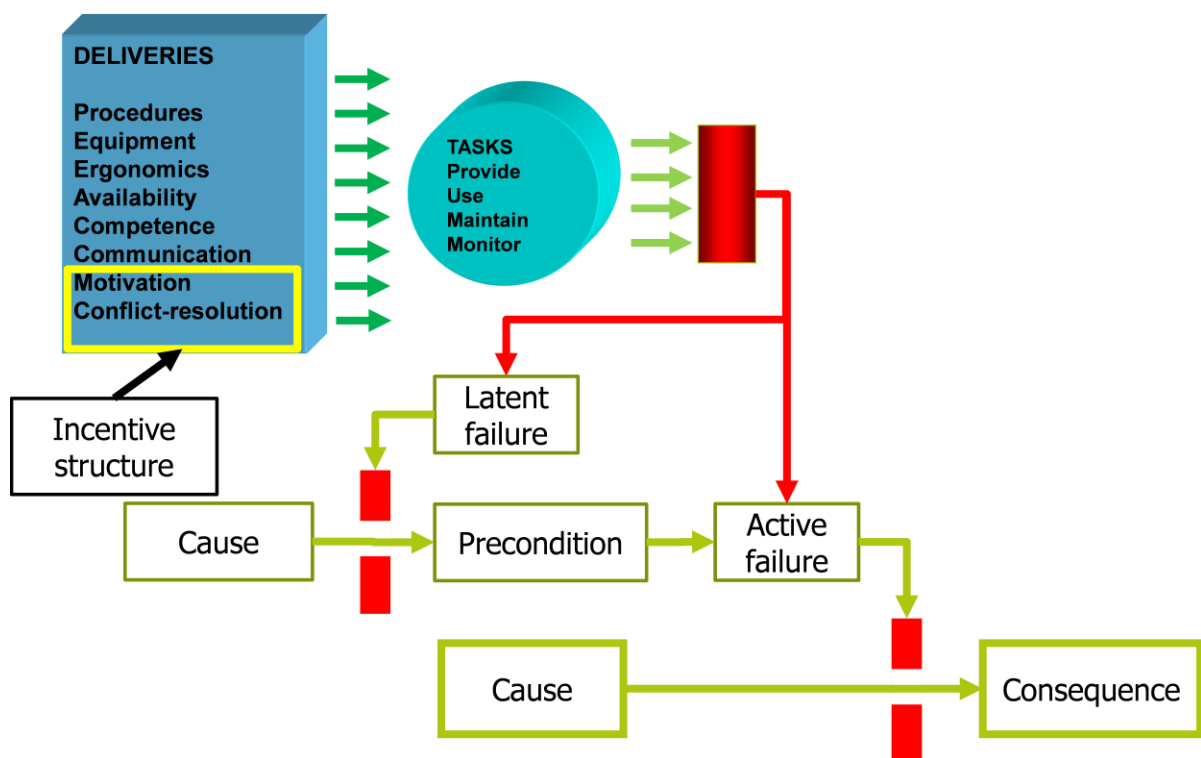 DELIVERIES
Procedures
Equipment
Ergonomics
Availability
Competence
Communication
Motivation
Conflict-resolution
TASKS
Provide
Use
Maintain
Monitor
Incentive
structure
Latent
failure
Cause
Precondition
Active
failure
Cause
Consequence